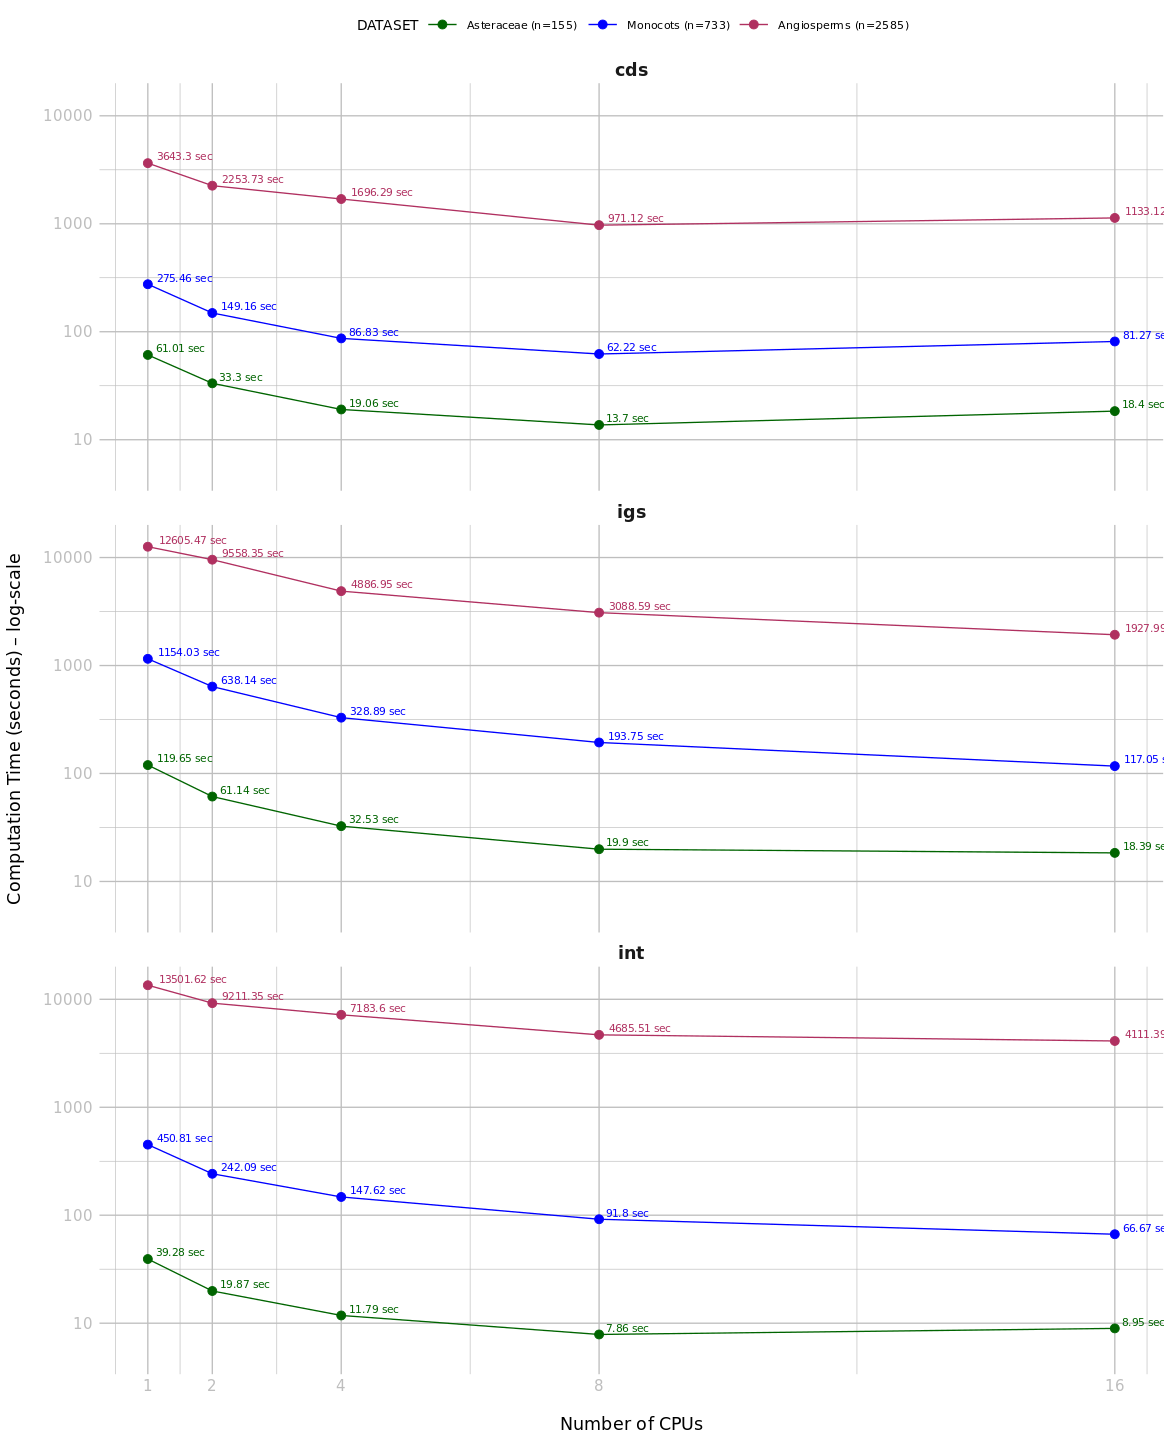 DATASET Asteraceae (n=155) Monocots (n=733) Angiosperms (n=2585)
cds
10000
3643.3 sec
2253.73 sec
1696.29 sec
971.12 sec
1133.12
1000
275.46 sec
149.16 sec
86.83 sec
62.22 sec
81.27 se
100
61.01 sec
33.3 sec
19.06 sec
13.7 sec
18.4 sec
10
igs
12605.47 sec
9558.35 sec
4886.95 sec
3088.59 sec
1927.99
10000
1154.03 sec
638.14 sec
328.89 sec
193.75 sec
117.05 s
1000
119.65 sec
61.14 sec
32.53 sec
19.9 sec
18.39 se
100
10
Computation Time (seconds) – log-scale
int
13501.62 sec
9211.35 sec
7183.6 sec
4685.51 sec
4111.39
10000
1000
450.81 sec
242.09 sec
147.62 sec
91.8 sec
66.67 se
100
39.28 sec
19.87 sec
11.79 sec
7.86 sec
8.95 sec
10
1 2 4 8 16
Number of CPUs